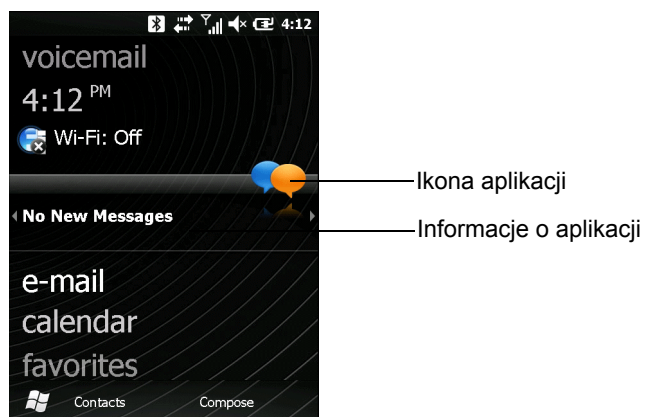 4:12
voicemail
4:12 PM
Wi-Fi: Off
Ikona aplikacji
No New Messages
Informacje o aplikacji
e-mail
calendar
favorites
Contacts Compose